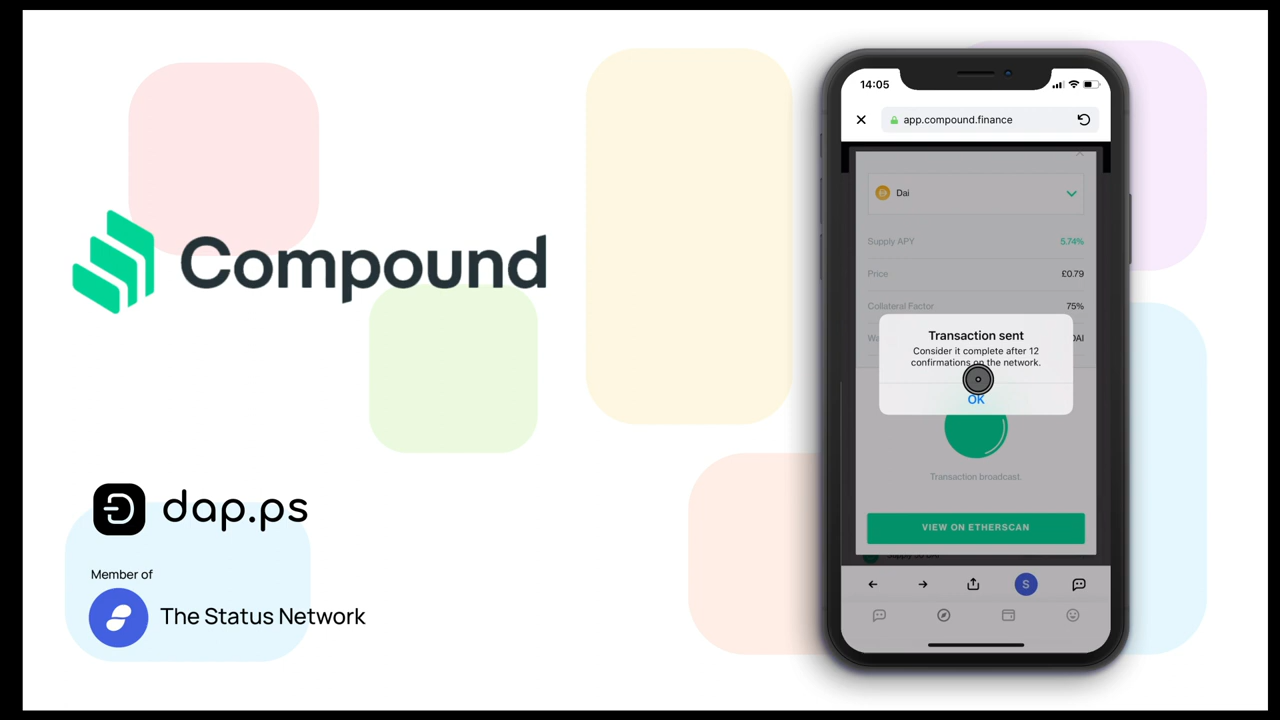 Compound
dap.ps
Member of
The Status Network
14:05
app.compound.finance
Dai
Supply APY 5.74%
Price £0.79
Collateral Factor 75%
Wa DAI
Transaction sent
Consider it complete after 12
confirmations on the network.
OK
Transaction broadcast.
VIEW ON ETHERSCAN
S